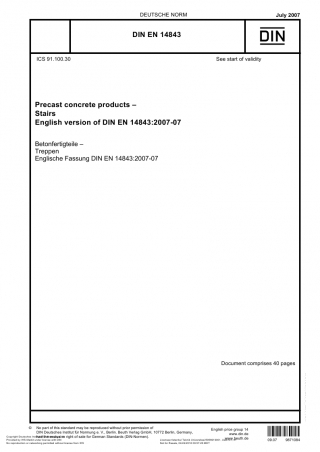 DEUTSCHE NORM
July 2007
DIN EN 14843
DIN
ICS 91.100.30
See start of validity
Precast concrete products –
Stairs
English version of DIN EN 14843:2007-07
Betonfertigteile –
Treppen
Englische Fassung DIN EN 14843:2007-07
Document comprises 40 pages
© No part of this standard may be reproduced without prior permission of
DIN Deutsches Institut für Normung e. V., Berlin. Beuth Verlag GmbH, 10772 Berlin, Germany,
has the exclusive right of sale for German Standards (DIN-Normen).
English price group 14
www.din.de
www.beuth.de